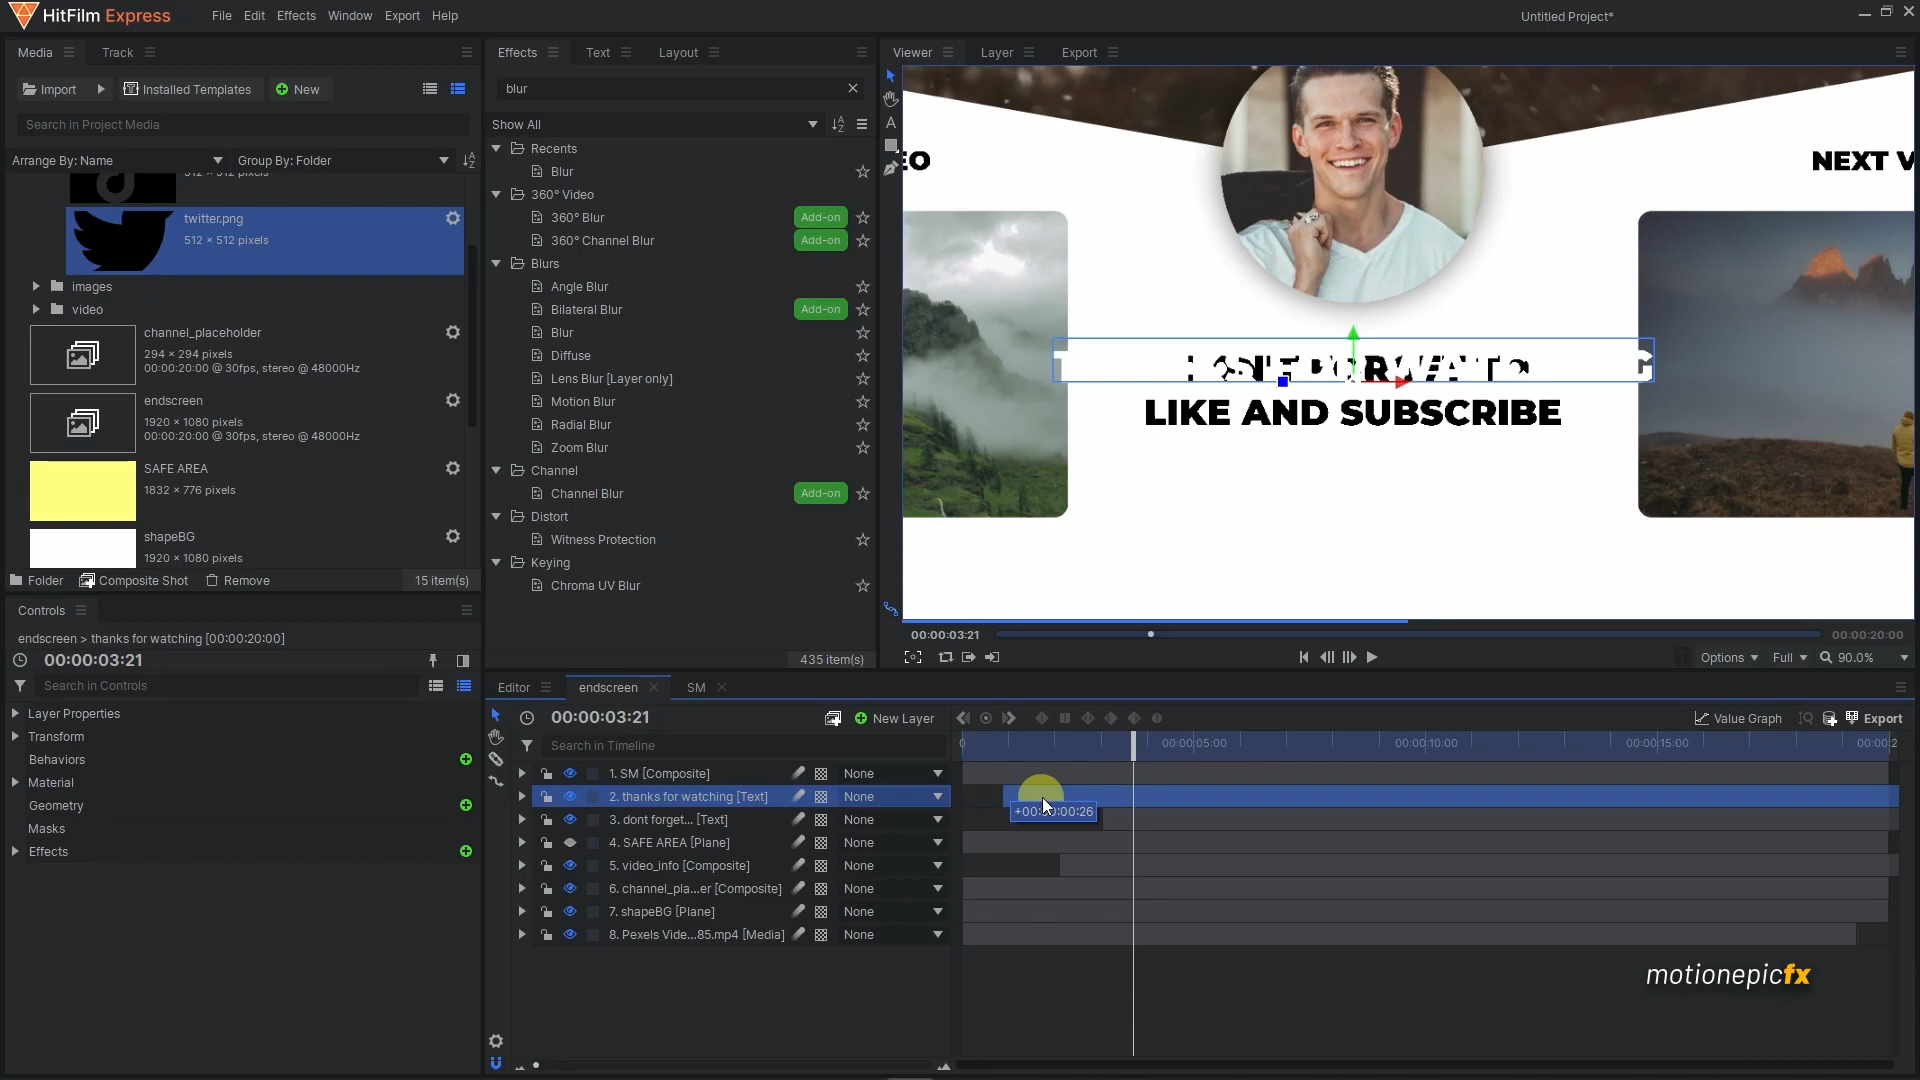 HitFilm Express
File Edit Effects Window Export Help
Untitled Project*
Media Track
Effects Text Layout
Viewer Layer Export
Import Installed Templates New
blur
Search in Project Media
Show All
Arrange By: Name Group By: Folder
512 × 512 pixels
twitter.png
512 × 512 pixels
images
video
channel_placeholder
294 × 294 pixels
00:00:20:00 @ 30fps, stereo @ 48000Hz
endscreen
1920 × 1080 pixels
00:00:20:00 @ 30fps, stereo @ 48000Hz
SAFE AREA
1832 × 776 pixels
shapeBG
1920 × 1080 pixels
Folder Composite Shot Remove 15 item(s)
Recents
Blur
360° Video
360° Blur Add-on
360° Channel Blur Add-on
Blurs
Angle Blur
Bilateral Blur Add-on
Blur
Diffuse
Lens Blur [Layer only]
Motion Blur
Radial Blur
Zoom Blur
Channel
Channel Blur Add-on
Distort
Witness Protection
Keying
Chroma UV Blur
435 item(s)
EO
NEXT V
LIKE AND SUBSCRIBE
00:00:03:21 00:00:20:00
Options Full 90.0%
Controls
endscreen > thanks for watching [00:00:20:00]
00:00:03:21
Search in Controls
Layer Properties
Transform
Behaviors
Material
Geometry
Masks
Effects
Editor endscreen SM
00:00:03:21 New Layer Value Graph Export
Search in Timeline
0 00:00:05:00 00:00:10:00 00:00:15:00 00:00:2
1. SM [Composite] None
2. thanks for watching [Text] None
3. dont forget... [Text] None
4. SAFE AREA [Plane] None
5. video_info [Composite] None
6. channel_pla...er [Composite] None
7. shapeBG [Plane] None
8. Pexels Vide...85.mp4 [Media] None
motionepicfx